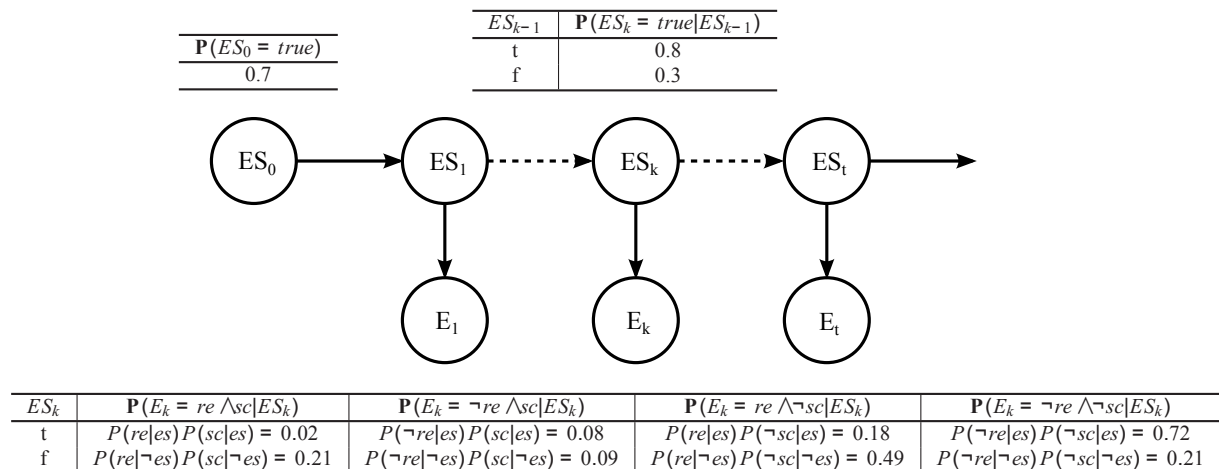 ES_{k-1} P(ES_k = true|ES_{k-1})
P(ES_0 = true)
t 0.8
0.7
f 0.3
ES_0 ES_1 ES_k ES_t
E_1 E_k E_t
ES_k P(E_k = re ∧sc|ES_k) P(E_k = ¬re ∧sc|ES_k) P(E_k = re ∧¬sc|ES_k) P(E_k = ¬re ∧¬sc|ES_k)
t P(re|es)P(sc|es) = 0.02 P(¬re|es)P(sc|es) = 0.08 P(re|es)P(¬sc|es) = 0.18 P(¬re|es)P(¬sc|es) = 0.72
f P(re|¬es)P(sc|¬es) = 0.21 P(¬re|¬es)P(sc|¬es) = 0.09 P(re|¬es)P(¬sc|¬es) = 0.49 P(¬re|¬es)P(¬sc|¬es) = 0.21